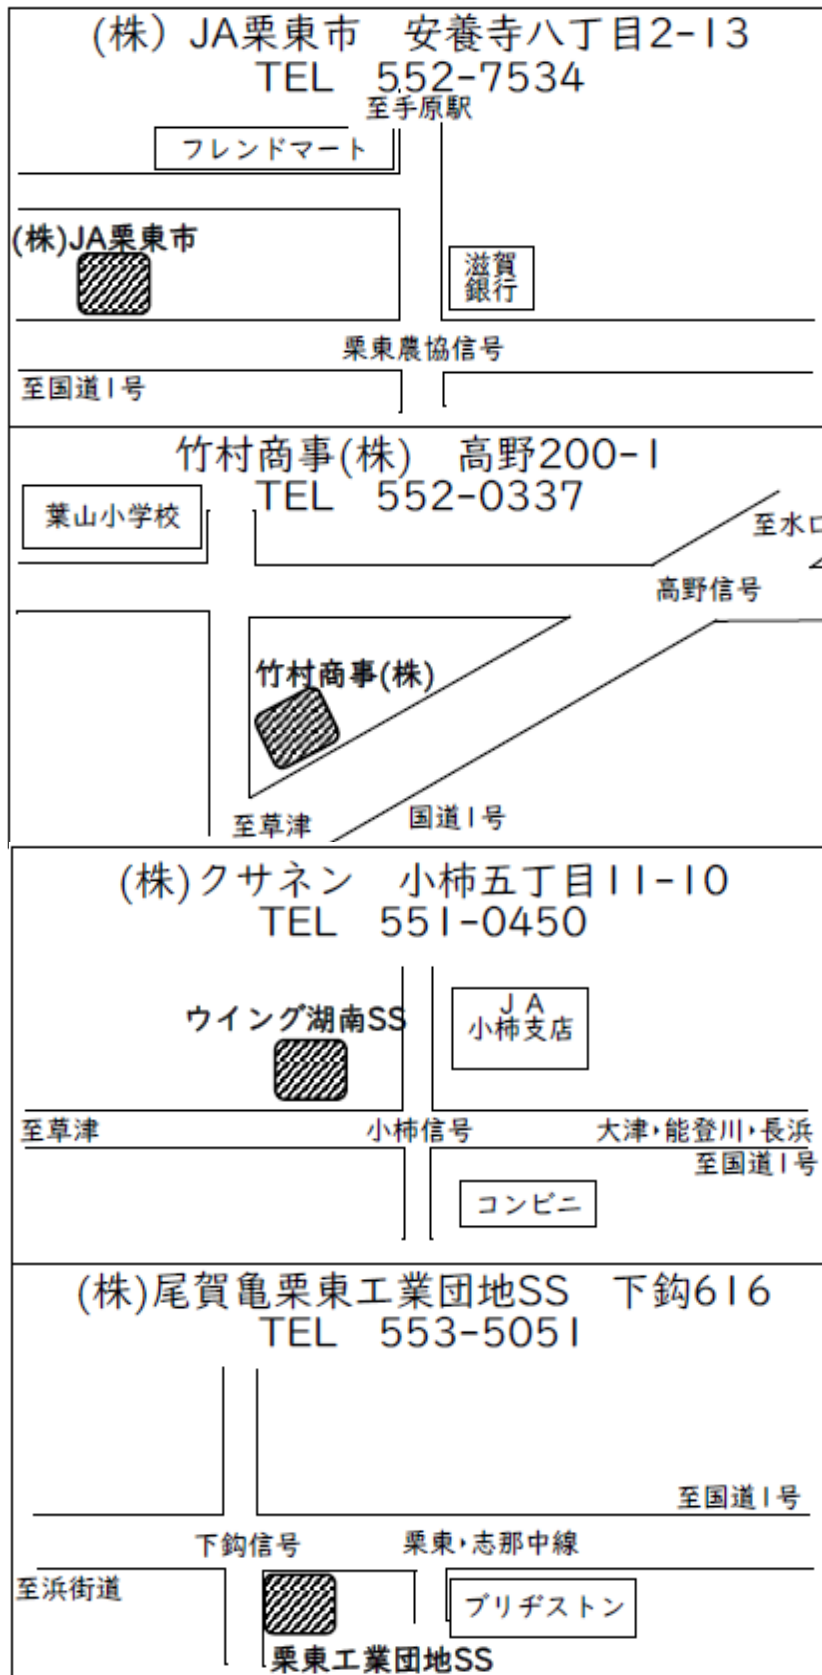 (株）JA栗東市　安養寺八丁目2-13
TEL　552-7534
至手原駅
フレンドマート
(株)JA栗東市
滋賀
銀行
栗東農協信号
至国道1号
竹村商事(株)　高野200-1
TEL　552-0337
葉山小学校
至水口
高野信号
竹村商事(株)
至草津
国道1号
(株)クサネン　小柿五丁目11-10
TEL　551-0450
ウイング湖南SS
JA
小柿支店
至草津
小柿信号
大津・能登川・長浜
至国道1号
コンビニ
(株)尾賀亀栗東工業団地SS　下鈎616
TEL　553-5051
至国道1号
下鈎信号
栗東・志那中線
至浜街道
ブリヂストン
栗東工業団地SS